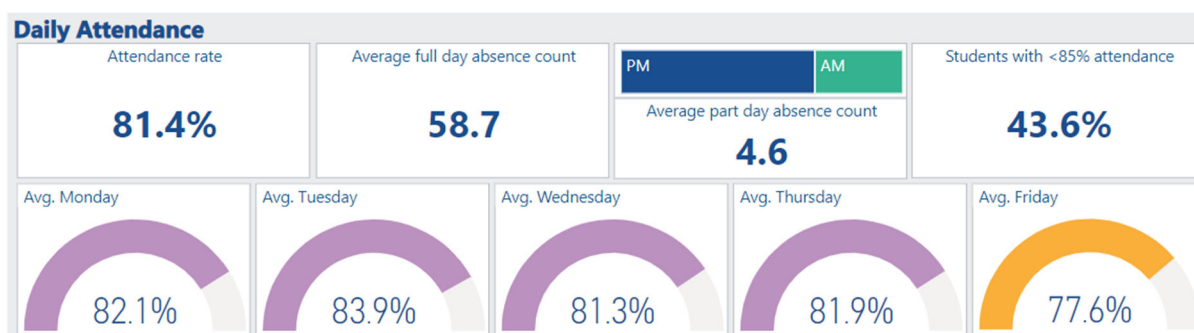 Daily Attendance
Attendance rate
81.4%
Average full day absence count
58.7
PM
AM
Average part day absence count
4.6
Students with <85% attendance
43.6%
Avg. Monday
82.1%
Avg. Tuesday
83.9%
Avg. Wednesday
81.3%
Avg. Thursday
81.9%
Avg. Friday
77.6%